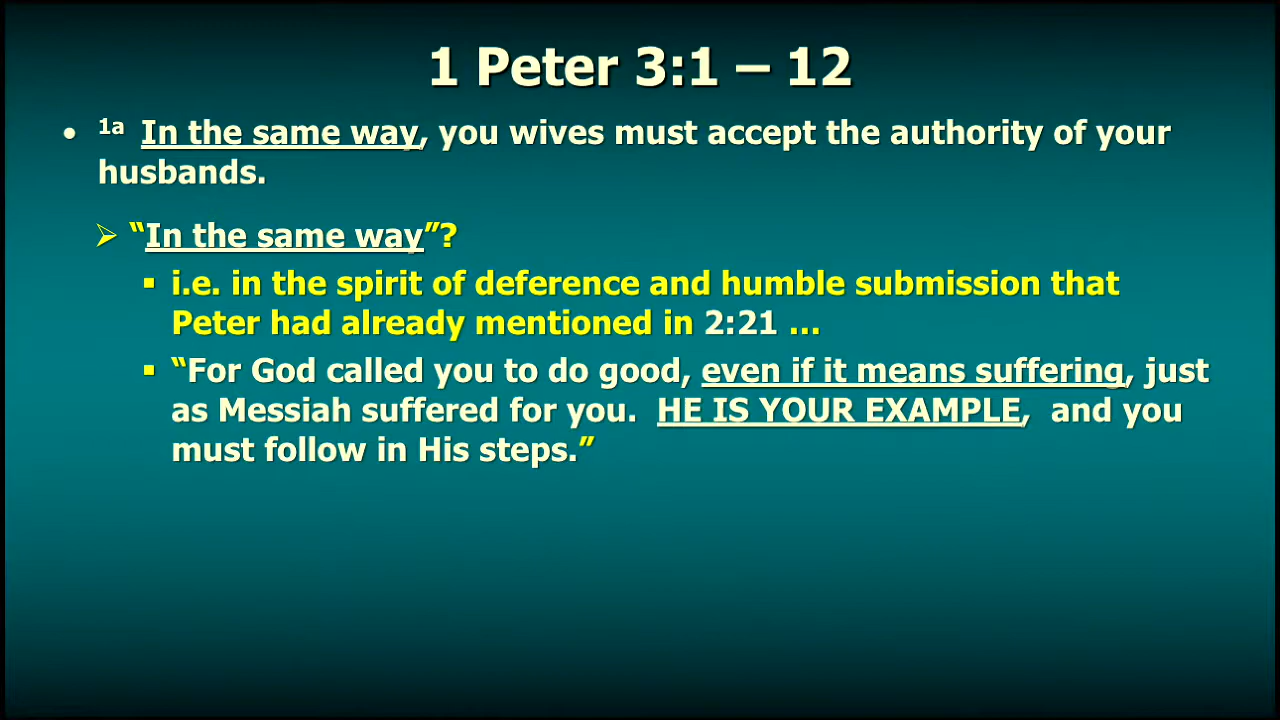 1 Peter 3:1 – 12
• 1a In the same way, you wives must accept the authority of your
husbands.
➢ “In the same way”?
▪ i.e. in the spirit of deference and humble submission that
Peter had already mentioned in 2:21 …
▪ “For God called you to do good, even if it means suffering, just
as Messiah suffered for you. HE IS YOUR EXAMPLE, and you
must follow in His steps.”